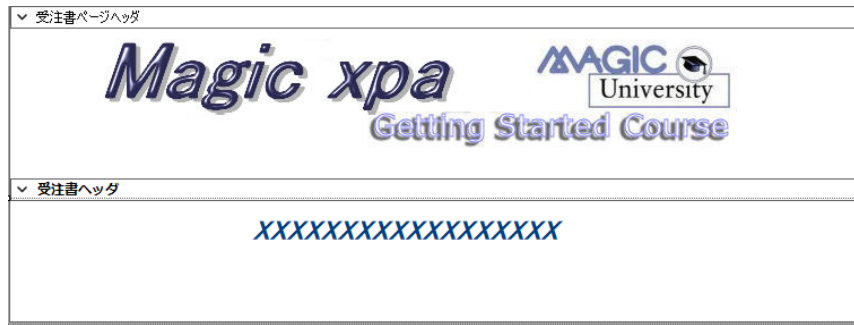 受注書ページヘッダ
Magic xpa
MAGIC
University
Getting Started Course
受注書ヘッダ
XXXXXXXXXXXXXXXXXXX